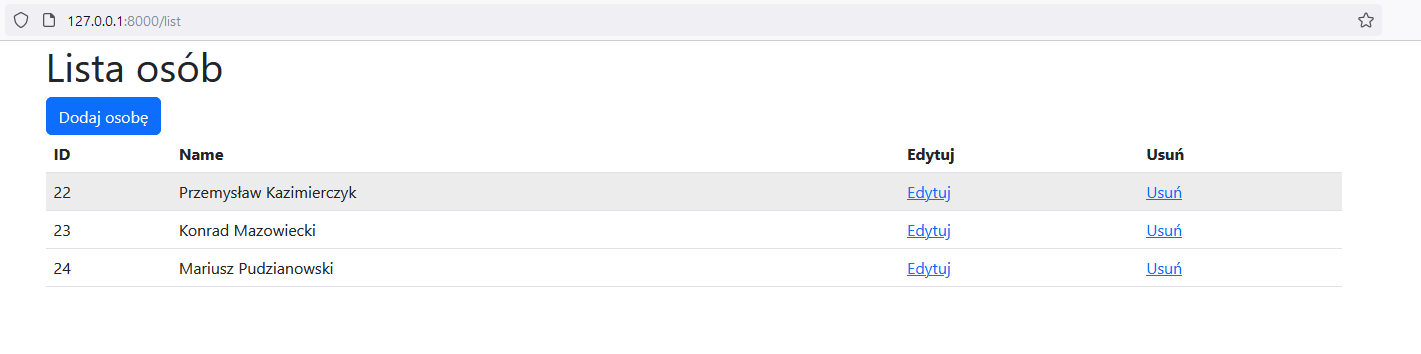 127.0.0.1:8000/list
Lista osób
Dodaj osobę
ID Name Edytuj Usuń
22 Przemysław Kazimierczyk Edytuj Usuń
23 Konrad Mazowiecki Edytuj Usuń
24 Mariusz Pudzianowski Edytuj Usuń